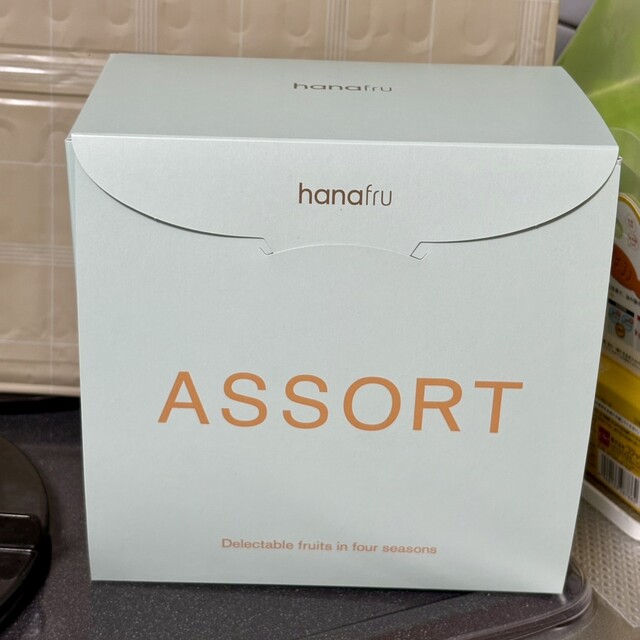 hanafru
hanafru
ASSORT
Delectable fruits in four seasons